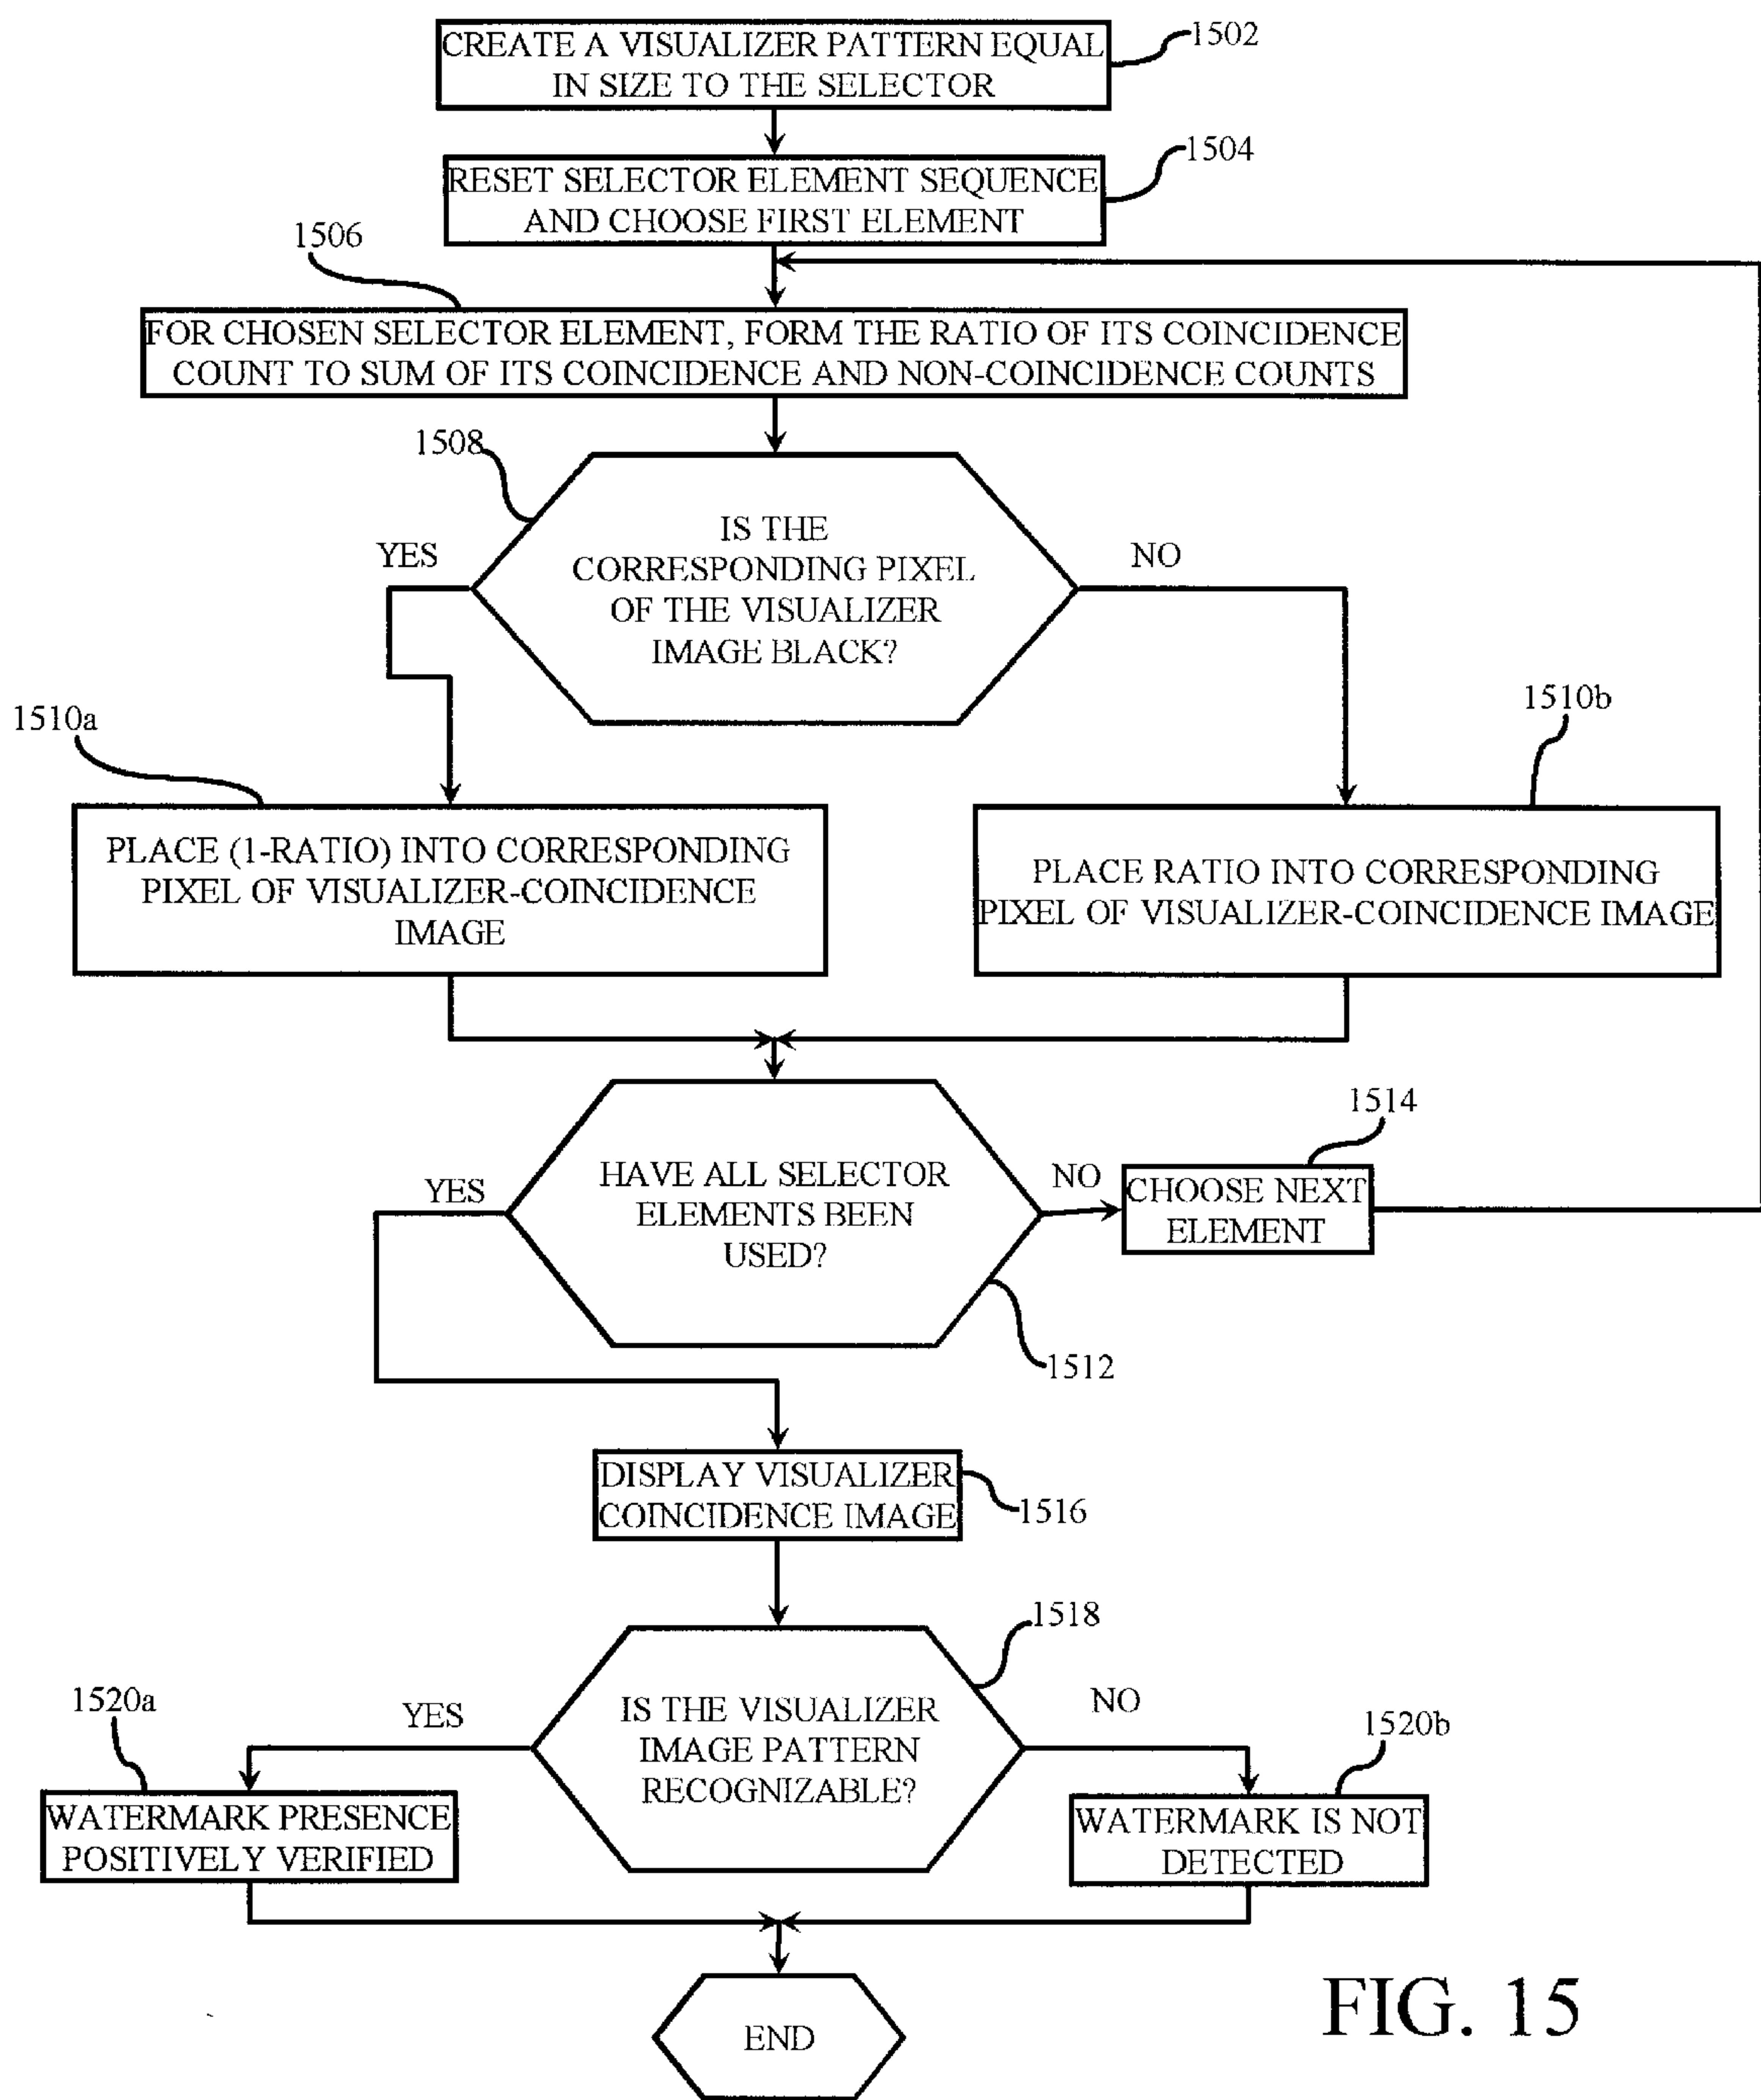 CREATE A VISUALIZER PATTERN EQUAL
IN SIZE TO THE SELECTOR
1502
RESET SELECTOR ELEMENT SEQUENCE
AND CHOOSE FIRST ELEMENT
1504
1506
FOR CHOSEN SELECTOR ELEMENT, FORM THE RATIO OF ITS COINCIDENCE
COUNT TO SUM OF ITS COINCIDENCE AND NON-COINCIDENCE COUNTS
1508
IS THE
CORRESPONDING PIXEL
OF THE VISUALIZER
IMAGE BLACK?
YES
NO
1510a
PLACE (1-RATIO) INTO CORRESPONDING
PIXEL OF VISUALIZER-COINCIDENCE
IMAGE
1510b
PLACE RATIO INTO CORRESPONDING
PIXEL OF VISUALIZER-COINCIDENCE IMAGE
HAVE ALL SELECTOR
ELEMENTS BEEN
USED?
YES
NO
1512
1514
CHOOSE NEXT
ELEMENT
DISPLAY VISUALIZER
COINCIDENCE IMAGE
1516
1518
IS THE VISUALIZER
IMAGE PATTERN
RECOGNIZABLE?
YES
NO
1520a
WATERMARK PRESENCE
POSITIVELY VERIFIED
1520b
WATERMARK IS NOT
DETECTED
END
FIG. 15